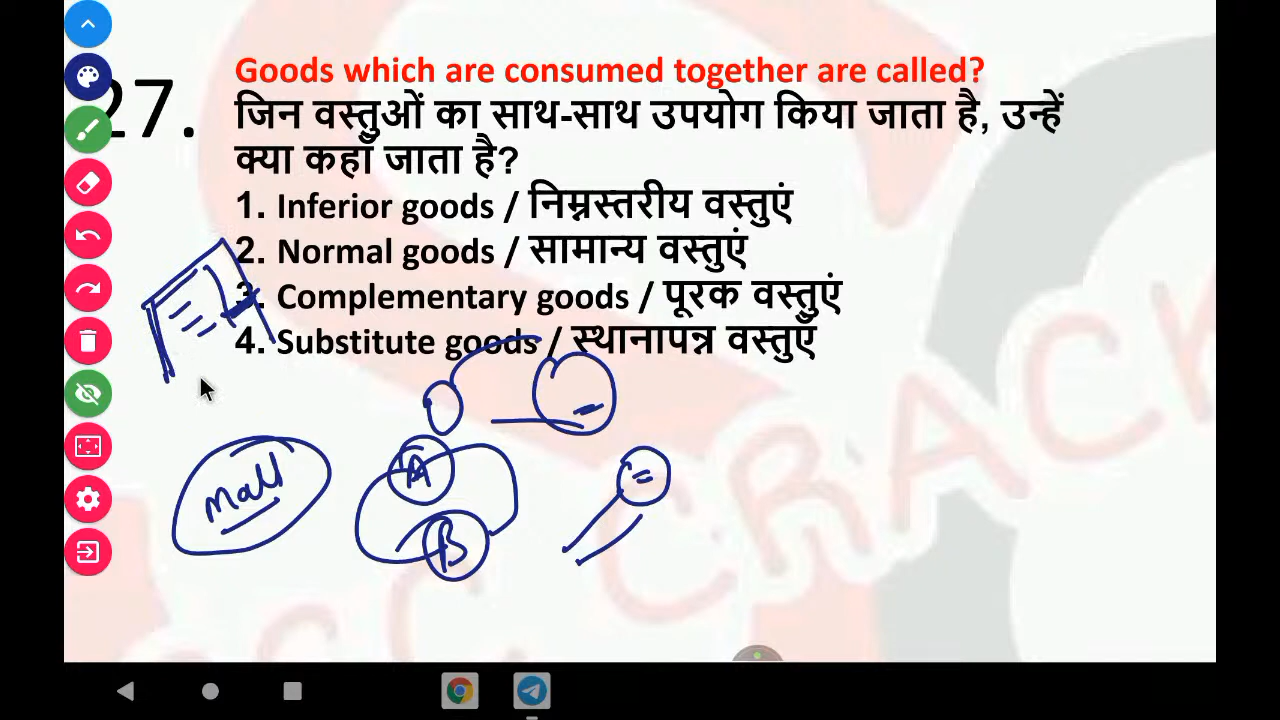 27.
Goods which are consumed together are called?
जिन वस्तुओं का साथ-साथ उपयोग किया जाता है, उन्हें
क्या कहाँ जाता है?
1. Inferior goods / निम्नस्तरीय वस्तुएं
2. Normal goods / सामान्य वस्तुएं
3. Complementary goods / पूरक वस्तुएं
4. Substitute goods / स्थानापन्न वस्तुएँ
A
Mall
B
CRACK